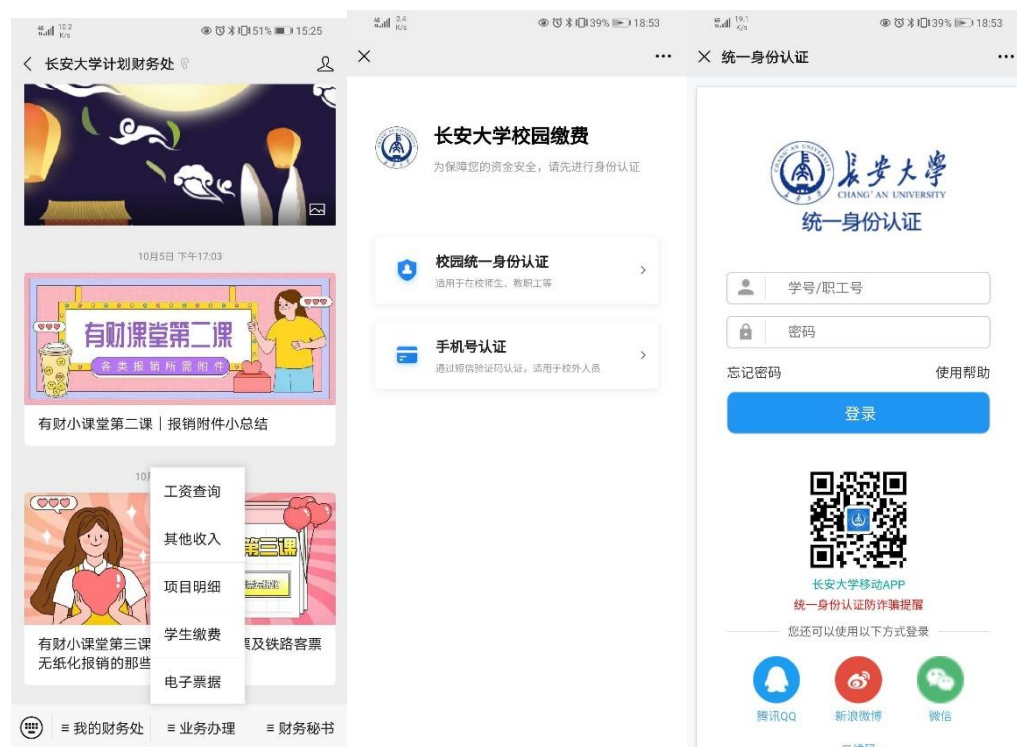 10.2
K/s
51%
15:25
长安大学计划财务处
10月5日 下午17:03
有财课堂第二课
各类报销所需附件
有财小课堂第二课｜报销附件小总结
10月
第三课
有财小课堂第三课
票及铁路客票
无纸化报销的那些
工资查询
其他收入
项目明细
学生缴费
电子票据
≡ 我的财务处
≡ 业务办理
≡ 财务秘书
2.4
K/s
39%
18:53
长安大学校园缴费
为保障您的资金安全，请先进行身份认证
校园统一身份认证
适用于在校师生、教职工等
手机号认证
通过短信验证码认证，适用于校外人员
19.1
K/s
39%
18:53
统一身份认证
长安大学
CHANG' AN UNIVERSITY
统一身份认证
学号/职工号
密码
忘记密码
使用帮助
登录
长安大学移动APP
统一身份认证防诈骗提醒
您还可以使用以下方式登录
腾讯QQ
新浪微博
微信